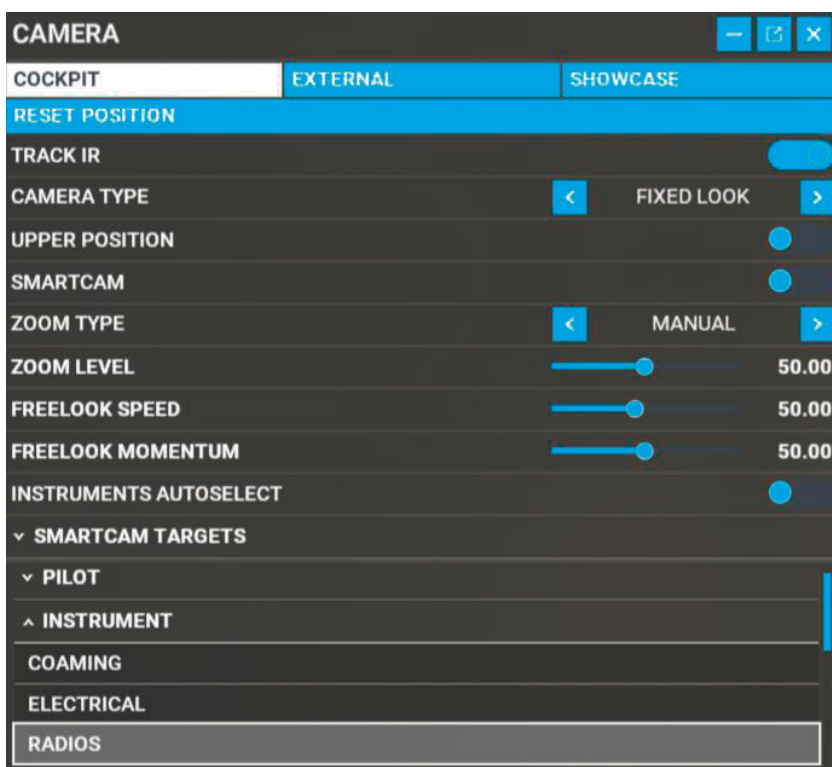 CAMERA
COCKPIT EXTERNAL SHOWCASE
RESET POSITION
TRACK IR
CAMERA TYPE FIXED LOOK
UPPER POSITION
SMARTCAM
ZOOM TYPE MANUAL
ZOOM LEVEL 50.00
FREELOOK SPEED 50.00
FREELOOK MOMENTUM 50.00
INSTRUMENTS AUTOSELECT
SMARTCAM TARGETS
PILOT
INSTRUMENT
COAMING
ELECTRICAL
RADIOS